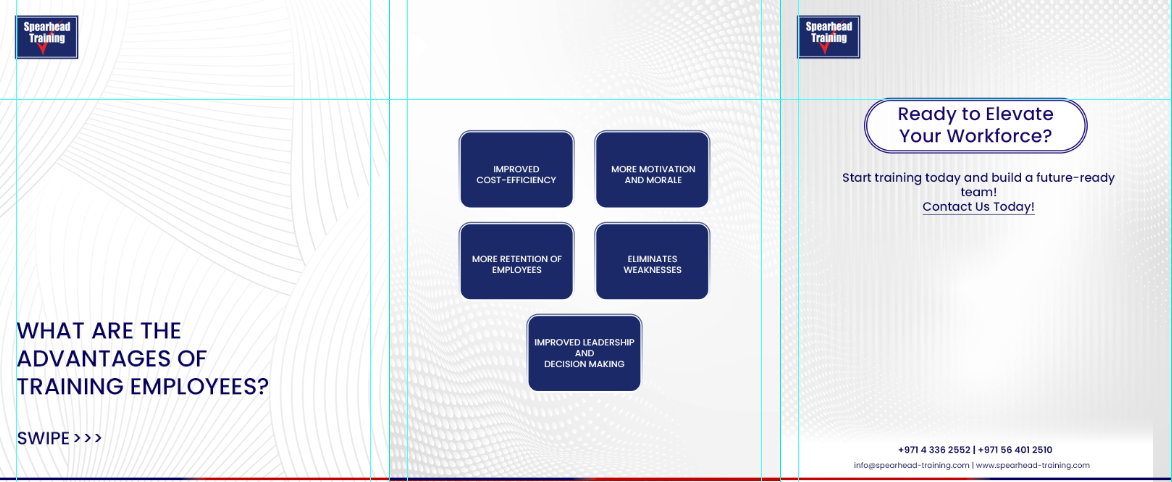 Spearhead
Training
WHAT ARE THE
ADVANTAGES OF
TRAINING EMPLOYEES?
SWIPE >>>
IMPROVED
COST-EFFICIENCY
MORE MOTIVATION
AND MORALE
MORE RETENTION OF
EMPLOYEES
ELIMINATES
WEAKNESSES
IMPROVED LEADERSHIP
AND
DECISION MAKING
Spearhead
Training
Ready to Elevate
Your Workforce?
Start training today and build a future-ready
team!
Contact Us Today!
+971 4 336 2552 | +971 56 401 2510
info@spearhead-training.com | www.spearhead-training.com